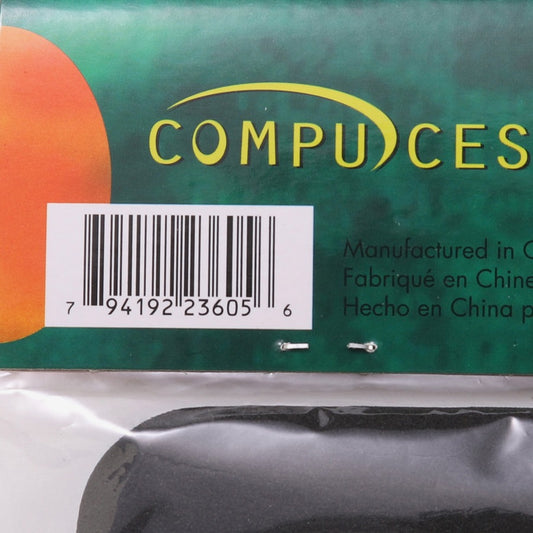 COMPUCES
Manufactured in
Fabriqué en Chine
Hecho en China
7 94192 23605 6